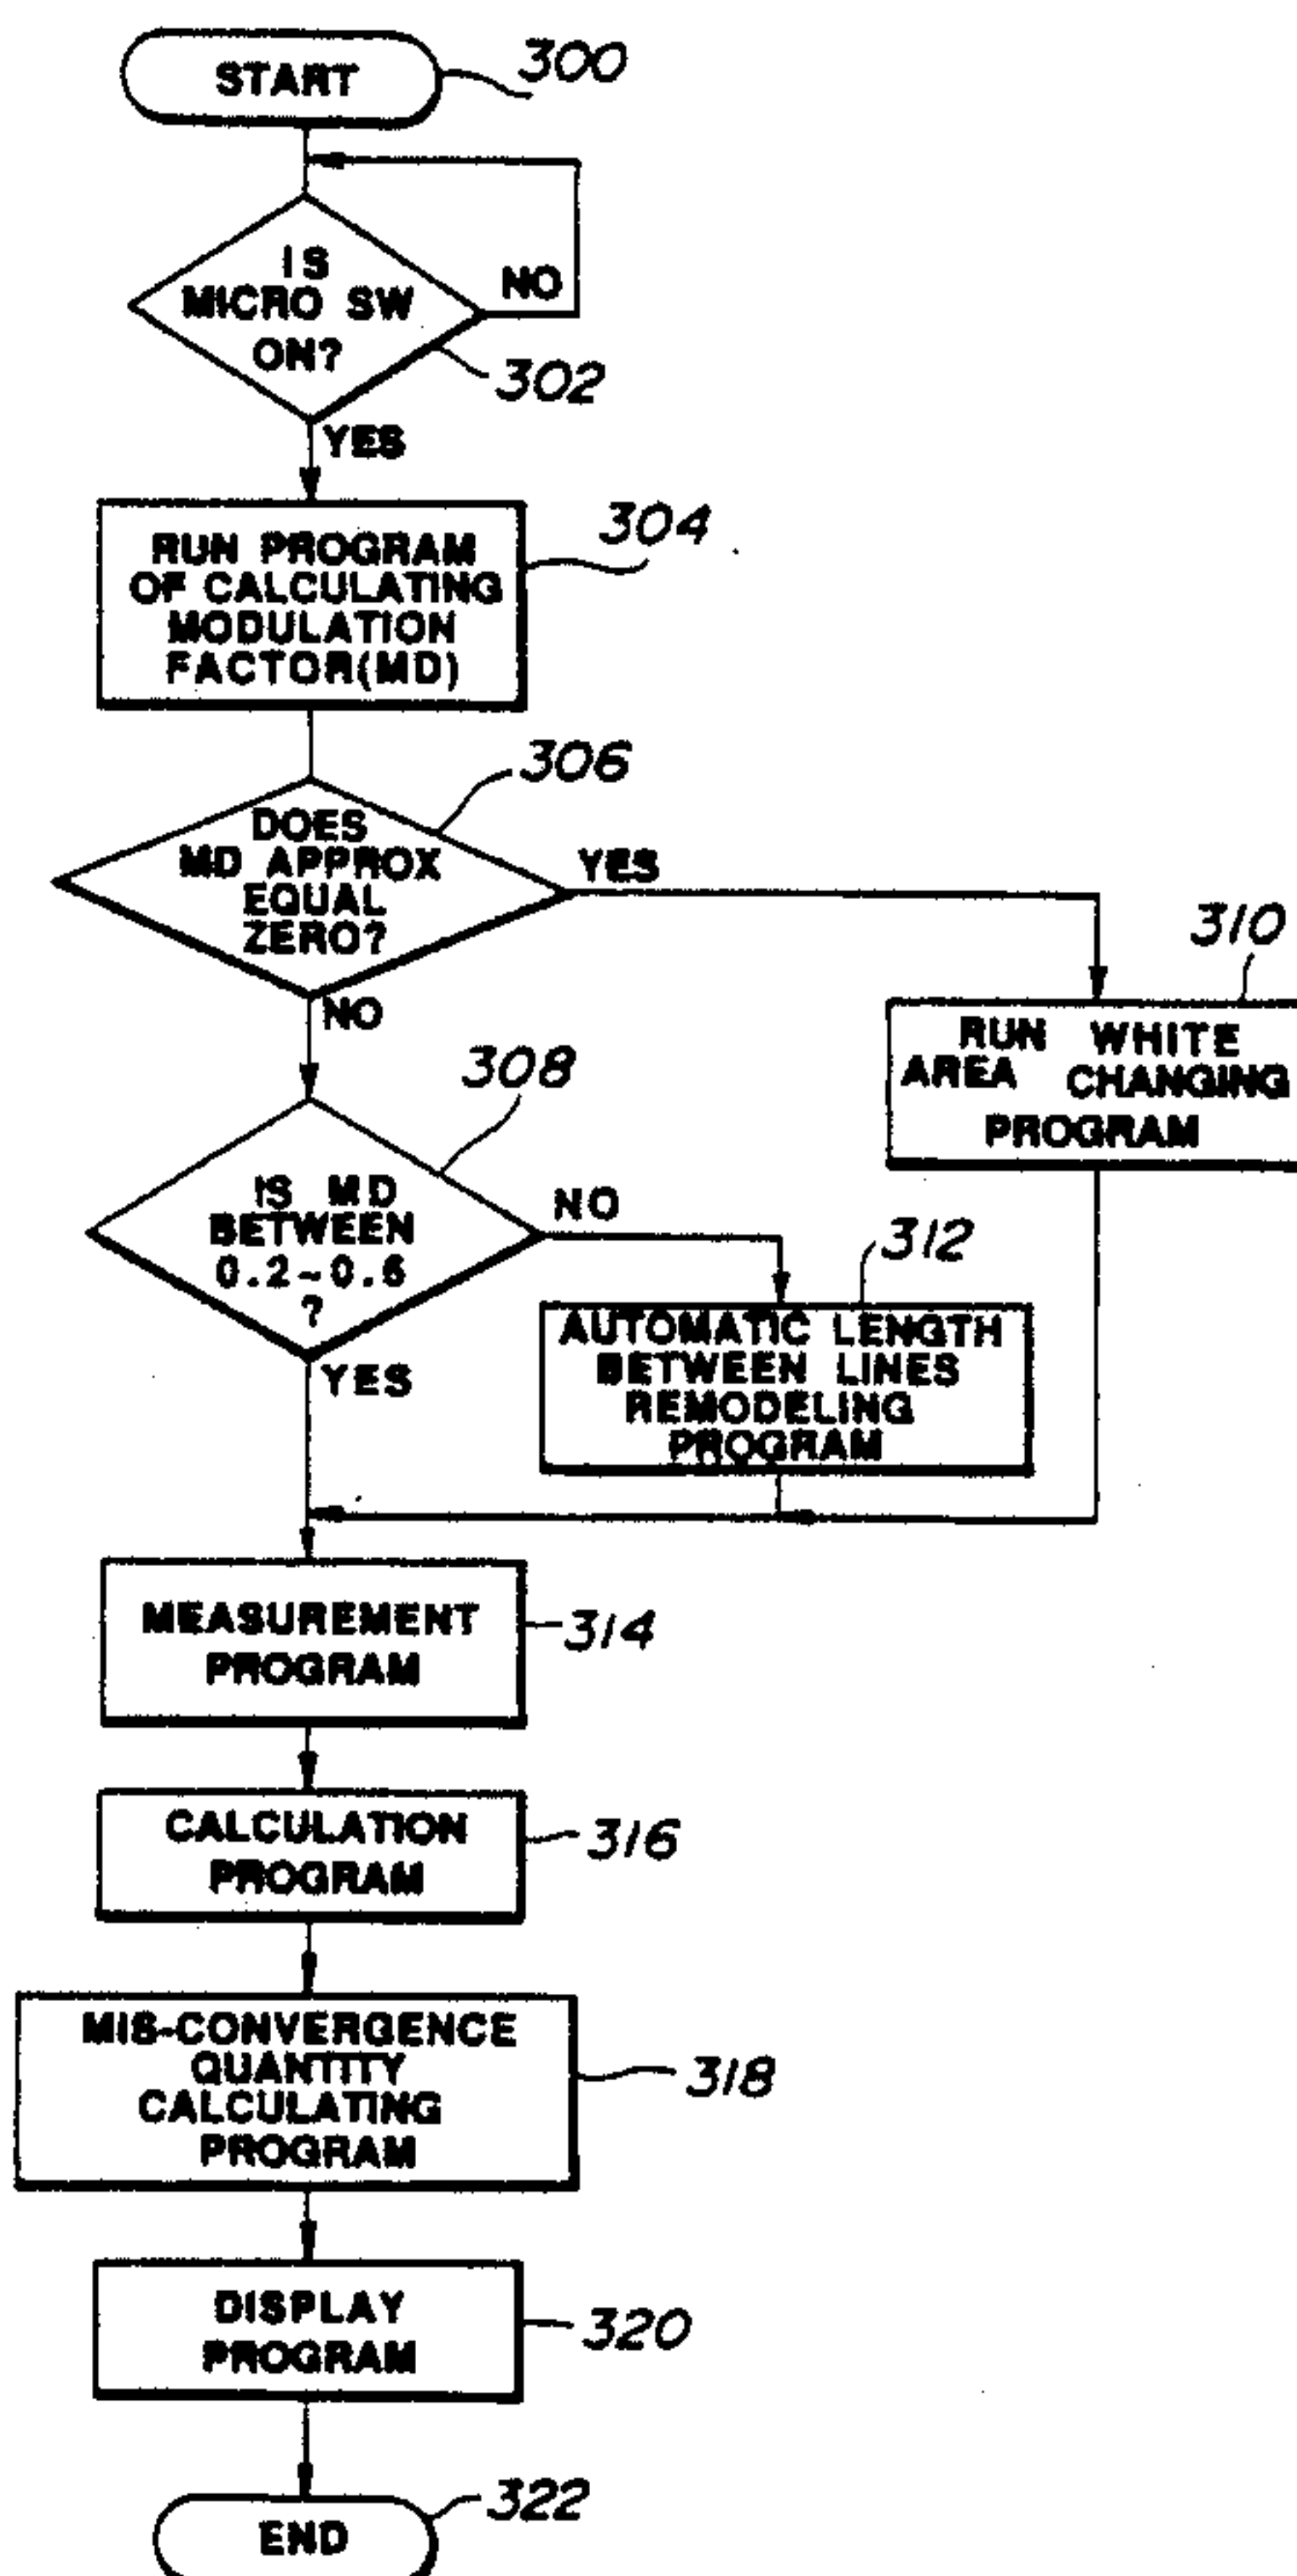 START
300
IS
MICRO SW
ON?
NO
302
YES
RUN PROGRAM
OF CALCULATING
MODULATION
FACTOR(MD)
304
306
DOES
MD APPROX
EQUAL
ZERO?
YES
NO
310
RUN WHITE
AREA CHANGING
PROGRAM
308
IS MD
BETWEEN
0.2~0.6
?
NO
YES
312
AUTOMATIC LENGTH
BETWEEN LINES
REMODELING
PROGRAM
MEASUREMENT
PROGRAM
314
CALCULATION
PROGRAM
316
MIS-CONVERGENCE
QUANTITY
CALCULATING
PROGRAM
318
DISPLAY
PROGRAM
320
END
322